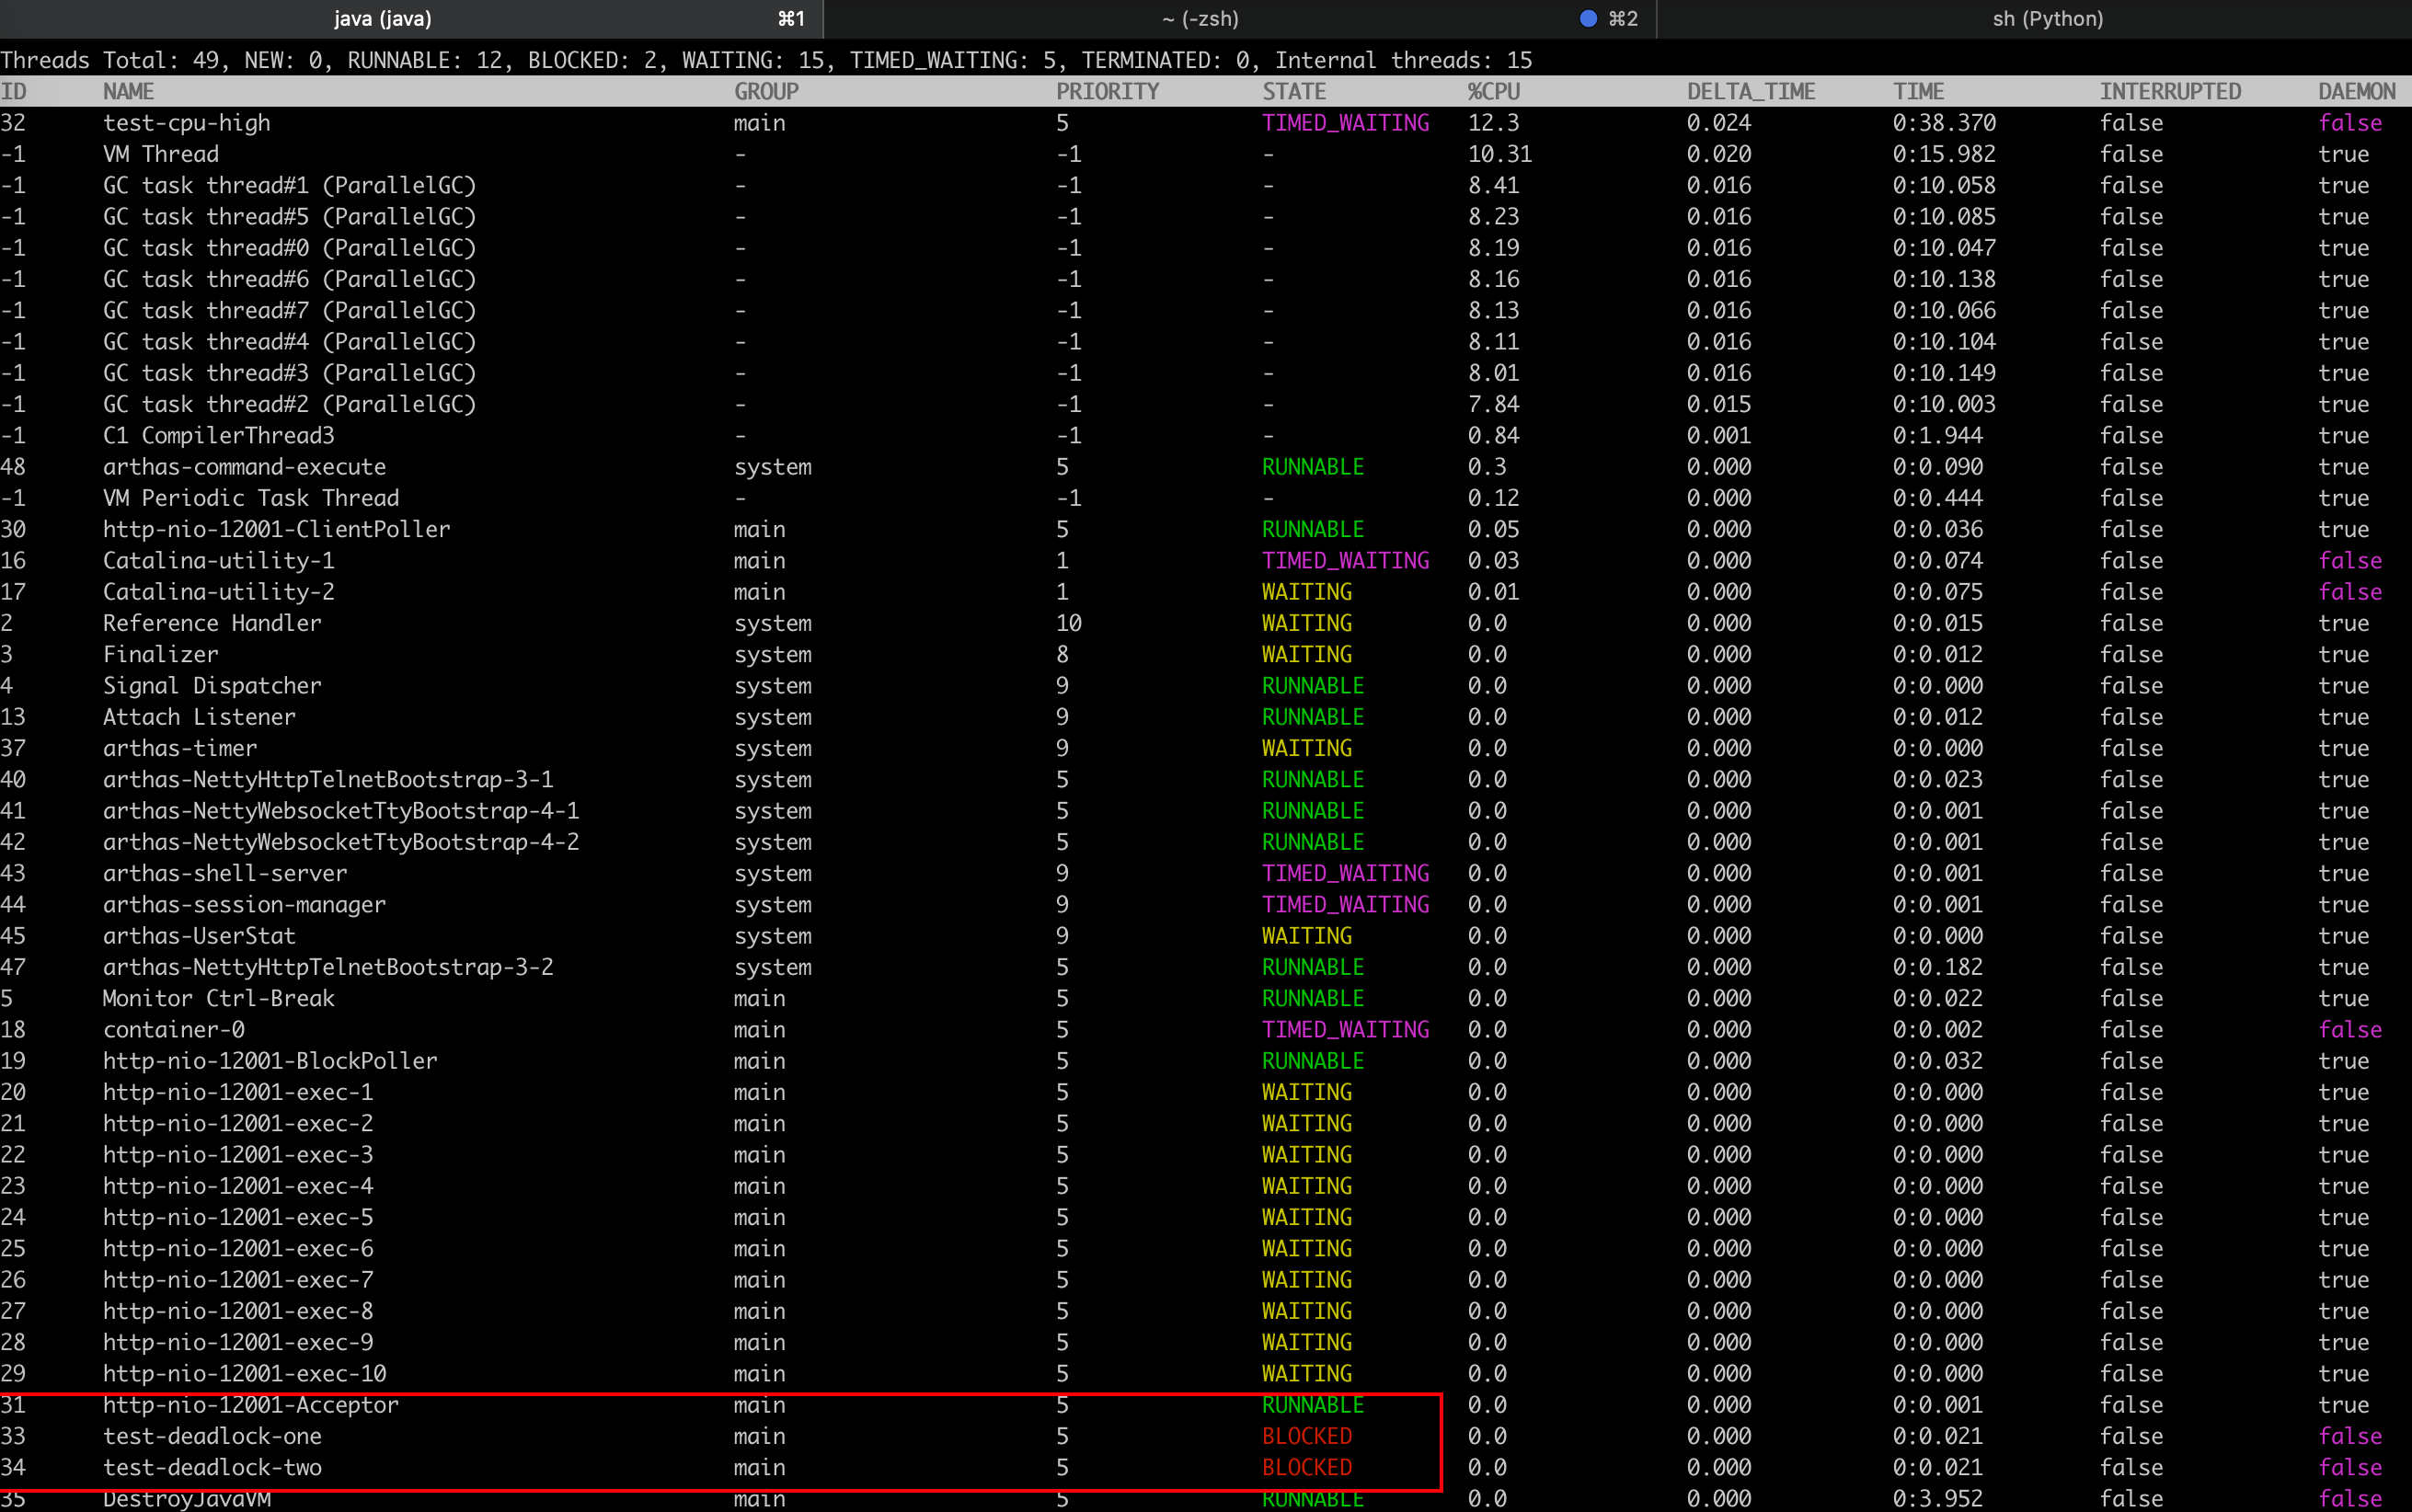 java (java) ⌘1 ~ (-zsh) ⌘2 sh (Python)
Threads Total: 49, NEW: 0, RUNNABLE: 12, BLOCKED: 2, WAITING: 15, TIMED_WAITING: 5, TERMINATED: 0, Internal threads: 15
ID NAME GROUP PRIORITY STATE %CPU DELTA_TIME TIME INTERRUPTED DAEMON
32 test-cpu-high main 5 TIMED_WAITING 12.3 0.024 0:38.370 false false
-1 VM Thread - -1 - 10.31 0.020 0:15.982 false true
-1 GC task thread#1 (ParallelGC) - -1 - 8.41 0.016 0:10.058 false true
-1 GC task thread#5 (ParallelGC) - -1 - 8.23 0.016 0:10.085 false true
-1 GC task thread#0 (ParallelGC) - -1 - 8.19 0.016 0:10.047 false true
-1 GC task thread#6 (ParallelGC) - -1 - 8.16 0.016 0:10.138 false true
-1 GC task thread#7 (ParallelGC) - -1 - 8.13 0.016 0:10.066 false true
-1 GC task thread#4 (ParallelGC) - -1 - 8.11 0.016 0:10.104 false true
-1 GC task thread#3 (ParallelGC) - -1 - 8.01 0.016 0:10.149 false true
-1 GC task thread#2 (ParallelGC) - -1 - 7.84 0.015 0:10.003 false true
-1 C1 CompilerThread3 - -1 - 0.84 0.001 0:1.944 false true
48 arthas-command-execute system 5 RUNNABLE 0.3 0.000 0:0.090 false true
-1 VM Periodic Task Thread - -1 - 0.12 0.000 0:0.444 false true
30 http-nio-12001-ClientPoller main 5 RUNNABLE 0.05 0.000 0:0.036 false true
16 Catalina-utility-1 main 1 TIMED_WAITING 0.03 0.000 0:0.074 false false
17 Catalina-utility-2 main 1 WAITING 0.01 0.000 0:0.075 false false
2 Reference Handler system 10 WAITING 0.0 0.000 0:0.015 false true
3 Finalizer system 8 WAITING 0.0 0.000 0:0.012 false true
4 Signal Dispatcher system 9 RUNNABLE 0.0 0.000 0:0.000 false true
13 Attach Listener system 9 RUNNABLE 0.0 0.000 0:0.012 false true
37 arthas-timer system 9 WAITING 0.0 0.000 0:0.000 false true
40 arthas-NettyHttpTelnetBootstrap-3-1 system 5 RUNNABLE 0.0 0.000 0:0.023 false true
41 arthas-NettyWebsocketTtyBootstrap-4-1 system 5 RUNNABLE 0.0 0.000 0:0.001 false true
42 arthas-NettyWebsocketTtyBootstrap-4-2 system 5 RUNNABLE 0.0 0.000 0:0.001 false true
43 arthas-shell-server system 9 TIMED_WAITING 0.0 0.000 0:0.001 false true
44 arthas-session-manager system 9 TIMED_WAITING 0.0 0.000 0:0.001 false true
45 arthas-UserStat system 9 WAITING 0.0 0.000 0:0.000 false true
47 arthas-NettyHttpTelnetBootstrap-3-2 system 5 RUNNABLE 0.0 0.000 0:0.182 false true
5 Monitor Ctrl-Break main 5 RUNNABLE 0.0 0.000 0:0.022 false true
18 container-0 main 5 TIMED_WAITING 0.0 0.000 0:0.002 false false
19 http-nio-12001-BlockPoller main 5 RUNNABLE 0.0 0.000 0:0.032 false true
20 http-nio-12001-exec-1 main 5 WAITING 0.0 0.000 0:0.000 false true
21 http-nio-12001-exec-2 main 5 WAITING 0.0 0.000 0:0.000 false true
22 http-nio-12001-exec-3 main 5 WAITING 0.0 0.000 0:0.000 false true
23 http-nio-12001-exec-4 main 5 WAITING 0.0 0.000 0:0.000 false true
24 http-nio-12001-exec-5 main 5 WAITING 0.0 0.000 0:0.000 false true
25 http-nio-12001-exec-6 main 5 WAITING 0.0 0.000 0:0.000 false true
26 http-nio-12001-exec-7 main 5 WAITING 0.0 0.000 0:0.000 false true
27 http-nio-12001-exec-8 main 5 WAITING 0.0 0.000 0:0.000 false true
28 http-nio-12001-exec-9 main 5 WAITING 0.0 0.000 0:0.000 false true
29 http-nio-12001-exec-10 main 5 WAITING 0.0 0.000 0:0.000 false true
31 http-nio-12001-Acceptor main 5 RUNNABLE 0.0 0.000 0:0.001 false true
33 test-deadlock-one main 5 BLOCKED 0.0 0.000 0:0.021 false false
34 test-deadlock-two main 5 BLOCKED 0.0 0.000 0:0.021 false false
35 DestroyJavaVM main 5 RUNNABLE 0.0 0.000 0:3.952 false false